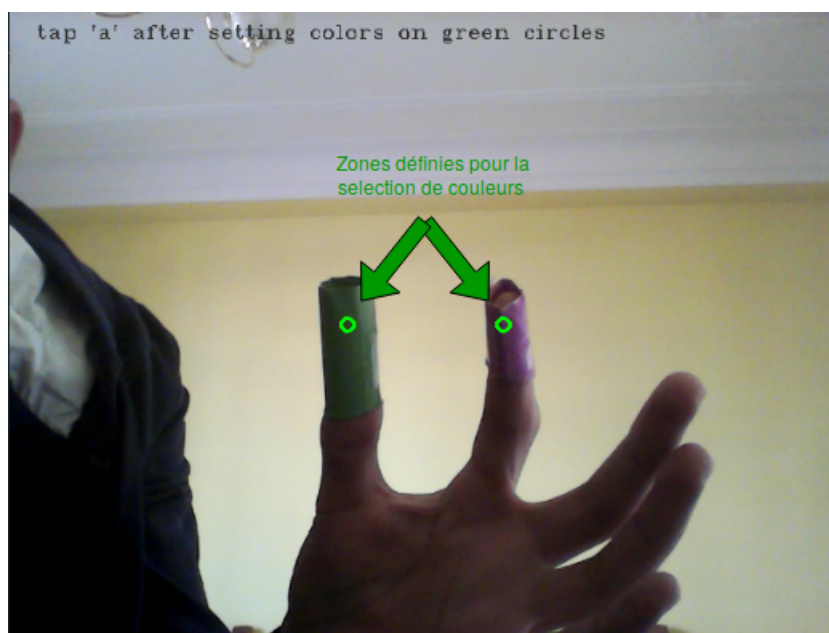 tap 'a' after setting colors on green circles
Zones définies pour la
selection de couleurs